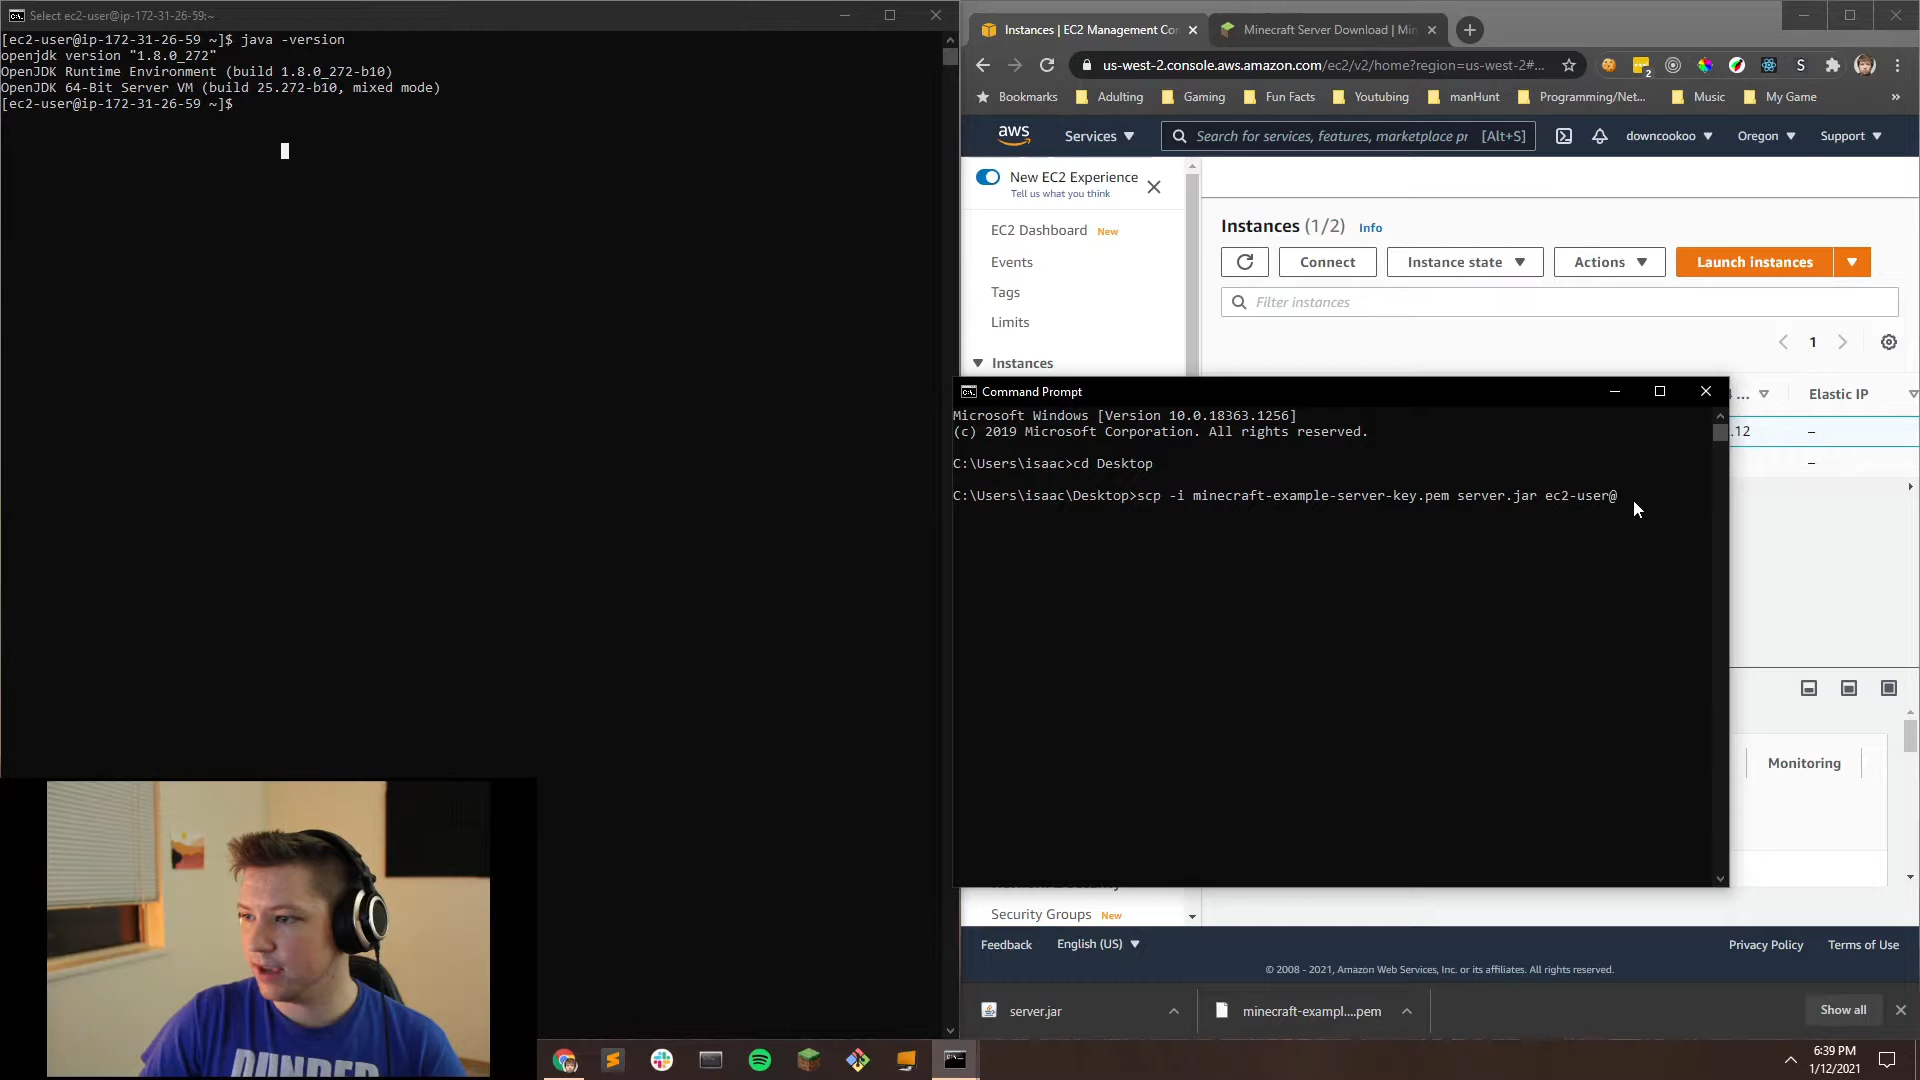 Select ec2-user@ip-172-31-26-59:~
[ec2-user@ip-172-31-26-59 ~]$ java -version
openjdk version "1.8.0_272"
OpenJDK Runtime Environment (build 1.8.0_272-b10)
OpenJDK 64-Bit Server VM (build 25.272-b10, mixed mode)
[ec2-user@ip-172-31-26-59 ~]$
Instances | EC2 Management Co
Minecraft Server Download | Min
us-west-2.console.aws.amazon.com/ec2/v2/home?region=us-west-2#...
2
S
Bookmarks Adulting Gaming Fun Facts Youtubing manHunt Programming/Net... Music My Game »
aws
Services
Search for services, features, marketplace pr [Alt+S]
downcookoo Oregon Support
New EC2 Experience
Tell us what you think
EC2 Dashboard New
Events
Tags
Limits
Instances
Instances (1/2) Info
Connect Instance state Actions Launch instances
Filter instances
1
... Elastic IP
.12 –
–
Command Prompt
Microsoft Windows [Version 10.0.18363.1256]
(c) 2019 Microsoft Corporation. All rights reserved.
C:\Users\isaac>cd Desktop
C:\Users\isaac\Desktop>scp -i minecraft-example-server-key.pem server.jar ec2-user@
Monitoring
Security Groups New
Feedback English (US) Privacy Policy Terms of Use
© 2008 - 2021, Amazon Web Services, Inc. or its affiliates. All rights reserved.
server.jar
minecraft-exampl....pem
Show all
6:39 PM
1/12/2021